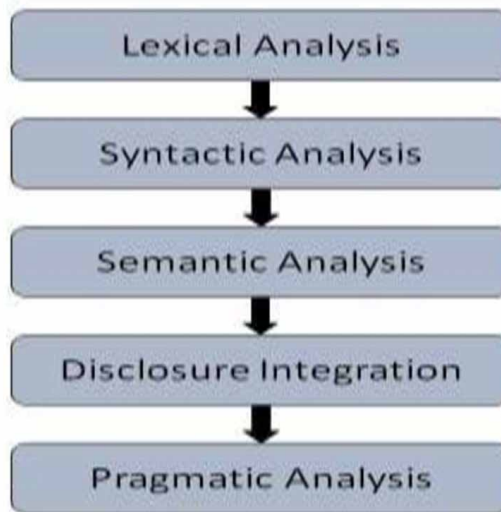 Lexical Analysis
Syntactic Analysis
Semantic Analysis
Disclosure Integration
Pragmatic Analysis